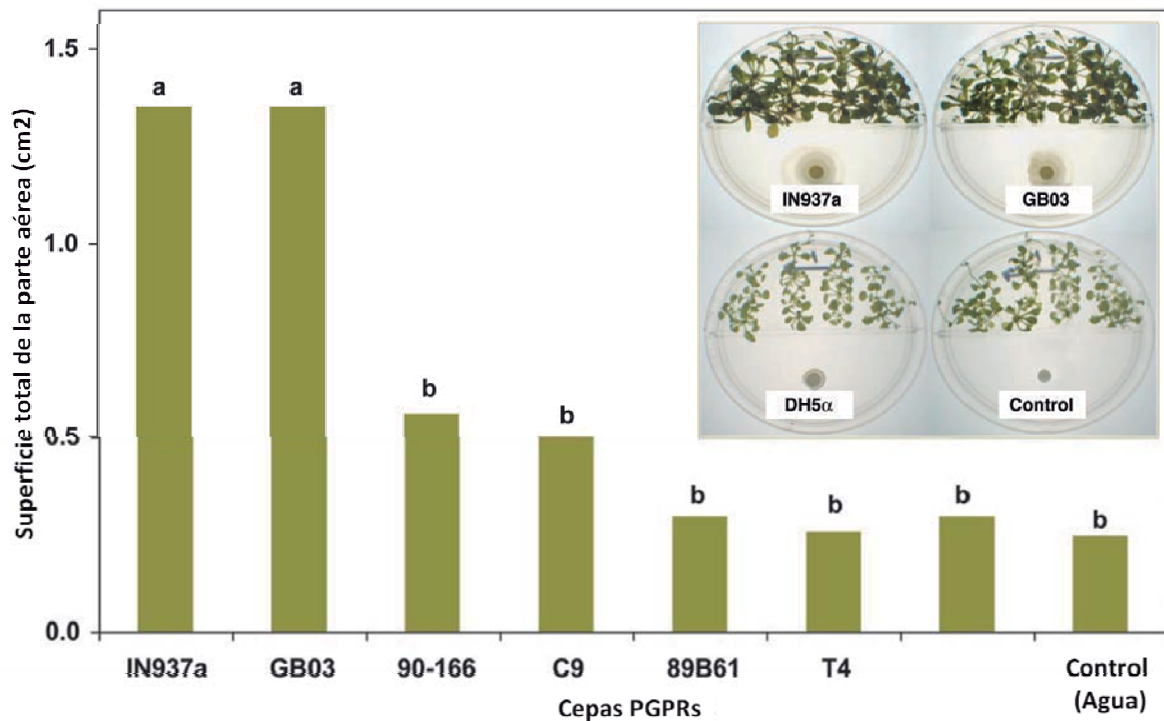 Superficie total de la parte aérea (cm2)
1.5
1.0
0.5
0.0
a
a
b
b
b
b
b
b
IN937a
GB03
DH5α
Control
IN937a
GB03
90-166
C9
89B61
T4
Control
(Agua)
Cepas PGPRs